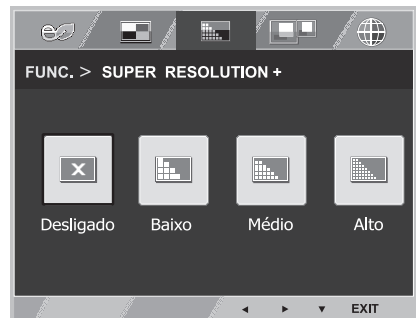 FUNC. > SUPER RESOLUTION +
Desligado Baixo Médio Alto
EXIT